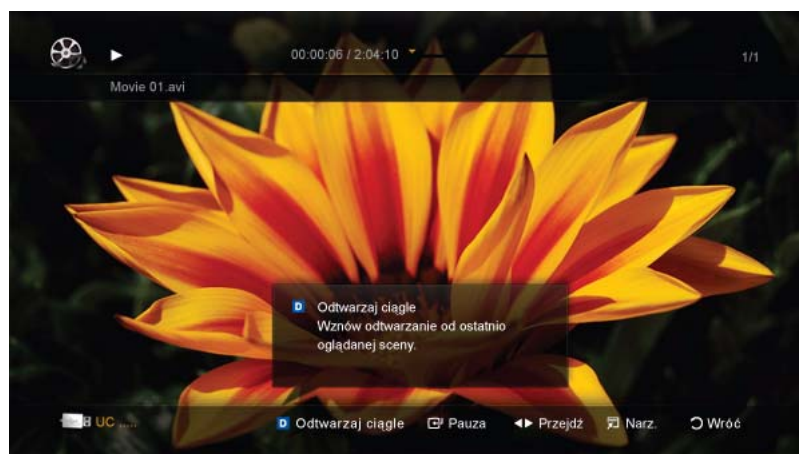 00:00:06 / 2:04:10
1/1
Movie 01.avi
D Odtwarzaj ciągle
Wznów odtwarzanie od ostatnio
oglądanej sceny.
UC ..... D Odtwarzaj ciągle Pauza Przejdź Narz. Wróć